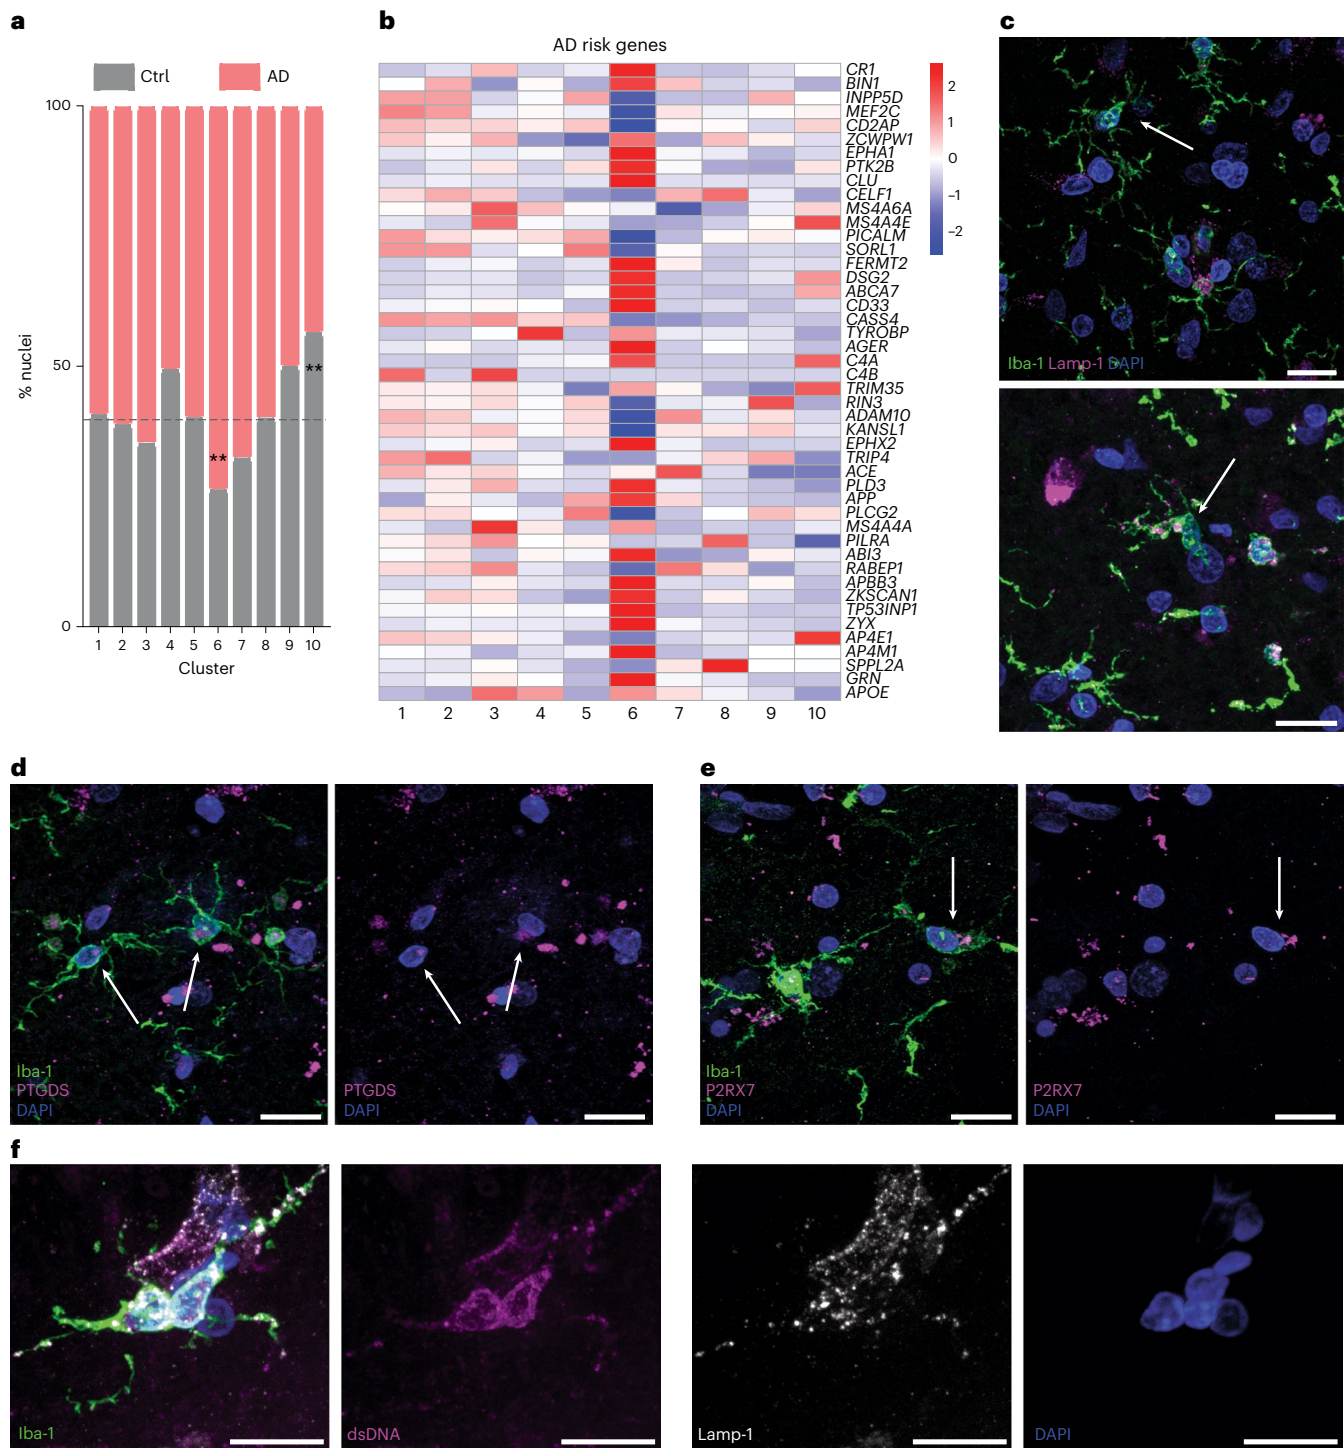 a
Ctrl
AD
100
50
0
% nuclei
**
**
1 2 3 4 5 6 7 8 9 10
Cluster
b
AD risk genes
CR1
BIN1
INPP5D
MEF2C
CD2AP
ZCWPW1
EPHA1
PTK2B
CLU
CELF1
MS4A6A
MS4A4E
PICALM
SORL1
FERMT2
DSG2
ABCA7
CD33
CASS4
TYROBP
AGER
C4A
C4B
TRIM35
RIN3
ADAM10
KANSL1
EPHX2
TRIP4
ACE
PLD3
APP
PLCG2
MS4A4A
PILRA
ABI3
RABEP1
APBB3
ZKSCAN1
TP53INP1
ZYX
AP4E1
AP4M1
SPPL2A
GRN
APOE
1 2 3 4 5 6 7 8 9 10
2
1
0
−1
−2
c
Iba-1 Lamp-1 DAPI
d
Iba-1
PTGDS
DAPI
PTGDS
DAPI
e
Iba-1
P2RX7
DAPI
P2RX7
DAPI
f
Iba-1
dsDNA
Lamp-1
DAPI